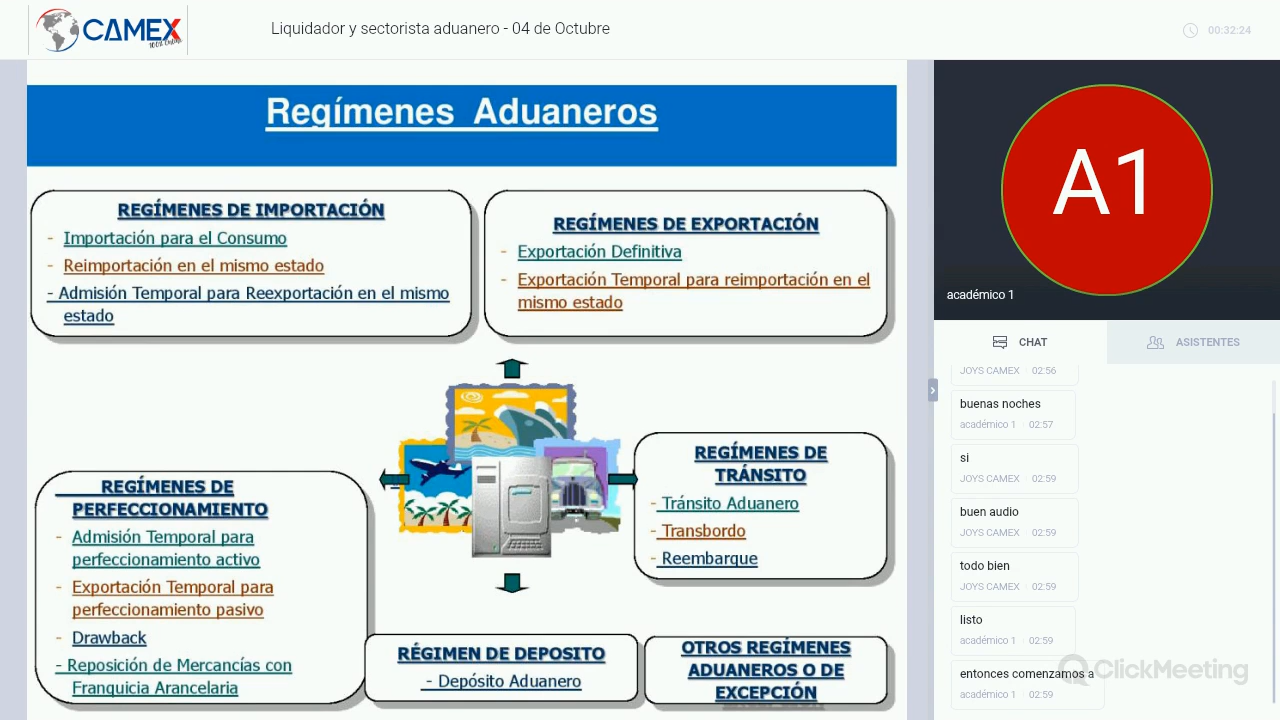 CAMEX
100% Online
Liquidador y sectorista aduanero - 04 de Octubre
00:32:24
Regímenes Aduaneros
REGÍMENES DE IMPORTACIÓN
- Importación para el Consumo
- Reimportación en el mismo estado
- Admisión Temporal para Reexportación en el mismo
estado
REGÍMENES DE EXPORTACIÓN
- Exportación Definitiva
- Exportación Temporal para reimportación en el
mismo estado
REGÍMENES DE
PERFECCIONAMIENTO
- Admisión Temporal para
perfeccionamiento activo
- Exportación Temporal para
perfeccionamiento pasivo
- Drawback
- Reposición de Mercancías con
Franquicia Arancelaria
REGÍMENES DE
TRÁNSITO
- Tránsito Aduanero
- Transbordo
- Reembarque
RÉGIMEN DE DEPOSITO
- Depósito Aduanero
OTROS REGÍMENES
ADUANEROS O DE
EXCEPCIÓN
A1
académico 1
CHAT
ASISTENTES
JOYS CAMEX 02:56
buenas noches
académico 1 02:57
si
JOYS CAMEX 02:59
buen audio
JOYS CAMEX 02:59
todo bien
JOYS CAMEX 02:59
listo
académico 1 02:59
entonces comenzamos a
académico 1 02:59
ClickMeeting